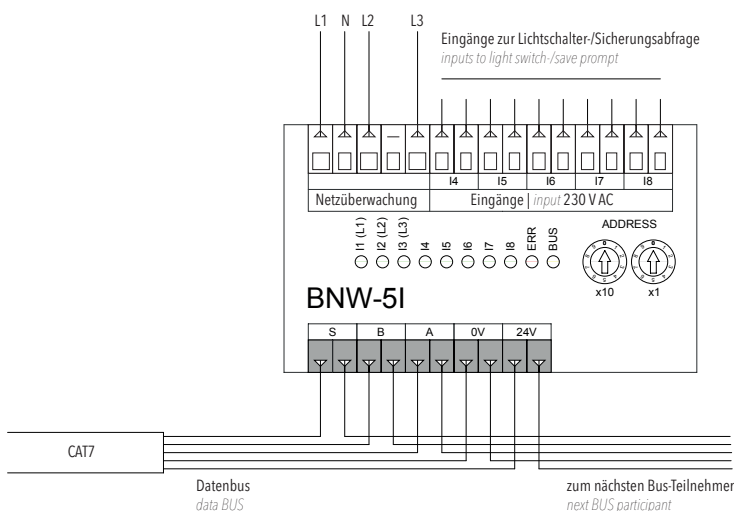 L1 N L2 L3
Eingänge zur Lichtschalter-/Sicherungsabfrage
inputs to light switch-/save prompt
I4 I5 I6 I7 I8
Netzüberwachung
Eingänge | input 230 V AC
I1 (L1) I2 (L2) I3 (L3) I4 I5 I6 I7 I8 ERR BUS
ADDRESS
x10 x1
BNW-5I
S B A 0V 24V
CAT7
Datenbus
data BUS
zum nächsten Bus-Teilnehmer
next BUS participant